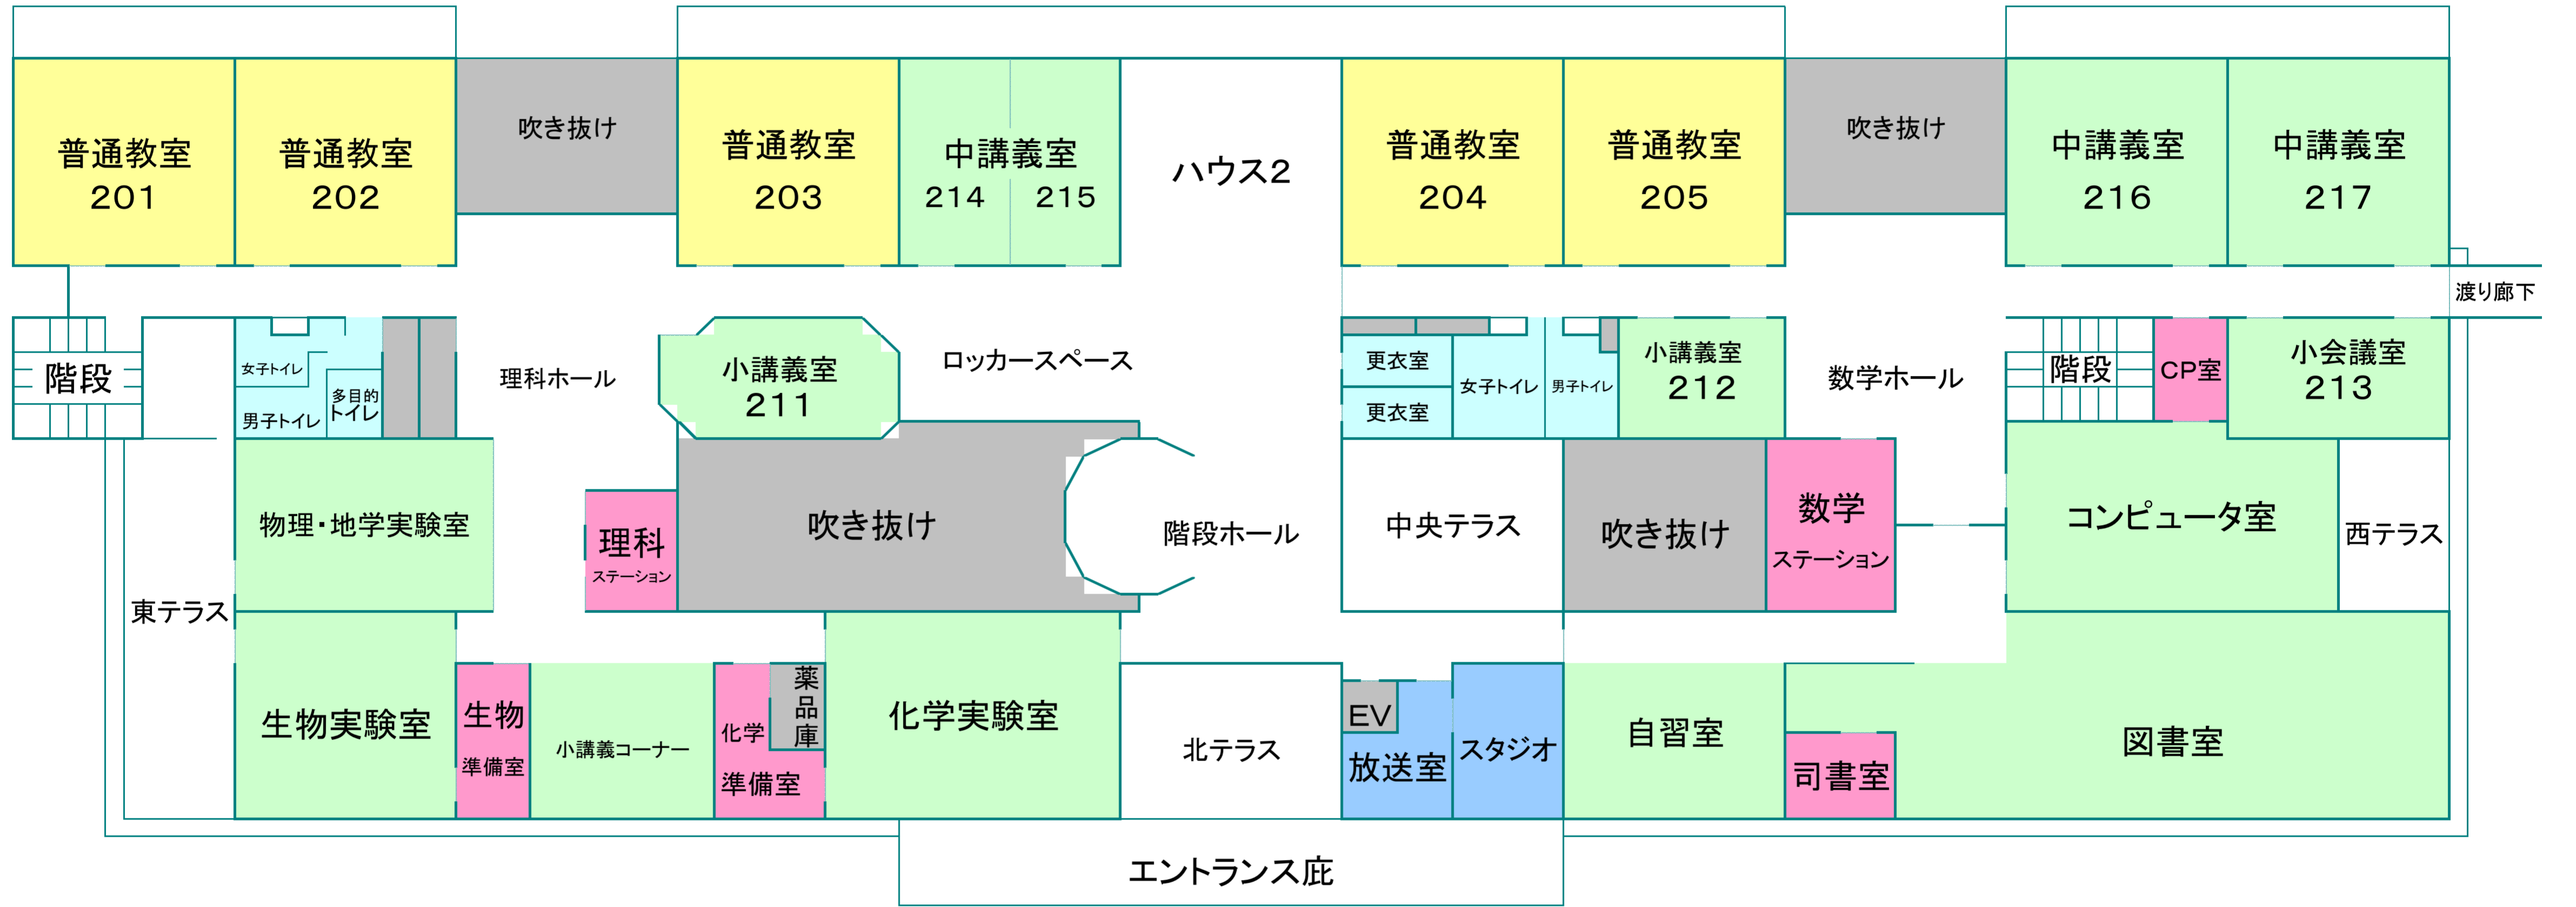 普通教室
201
普通教室
202
吹き抜け
普通教室
203
中講義室
214 215
ハウス2
普通教室
204
普通教室
205
吹き抜け
中講義室
216
中講義室
217
渡り廊下
階段
女子トイレ
男子トイレ
多目的
トイレ
理科ホール
小講義室
211
ロッカースペース
更衣室
更衣室
女子トイレ
男子トイレ
小講義室
212
数学ホール
階段
CP室
小会議室
213
物理・地学実験室
理科
ステーション
吹き抜け
階段ホール
中央テラス
吹き抜け
数学
ステーション
コンピュータ室
西テラス
東テラス
生物実験室
生物
準備室
小講義コーナー
化学
準備室
薬品庫
化学実験室
北テラス
EV
放送室
スタジオ
自習室
司書室
図書室
エントランス庇